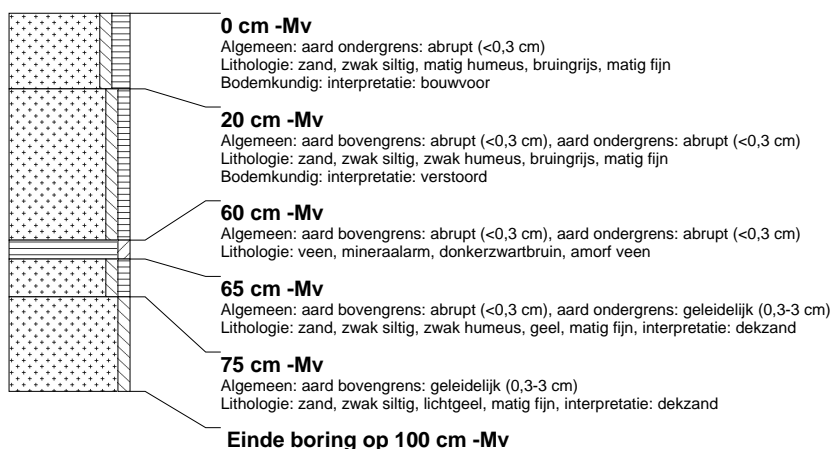 0 cm -Mv
Algemeen: aard ondergrens: abrupt (<0,3 cm)
Lithologie: zand, zwak siltig, matig humeus, bruingrijs, matig fijn
Bodemkundig: interpretatie: bouwvoor
20 cm -Mv
Algemeen: aard bovengrens: abrupt (<0,3 cm), aard ondergrens: abrupt (<0,3 cm)
Lithologie: zand, zwak siltig, zwak humeus, bruingrijs, matig fijn
Bodemkundig: interpretatie: verstoord
60 cm -Mv
Algemeen: aard bovengrens: abrupt (<0,3 cm), aard ondergrens: abrupt (<0,3 cm)
Lithologie: veen, mineraalarm, donkerzwartbruin, amorf veen
65 cm -Mv
Algemeen: aard bovengrens: abrupt (<0,3 cm), aard ondergrens: geleidelijk (0,3-3 cm)
Lithologie: zand, zwak siltig, zwak humeus, geel, matig fijn, interpretatie: dekzand
75 cm -Mv
Algemeen: aard bovengrens: geleidelijk (0,3-3 cm)
Lithologie: zand, zwak siltig, lichtgeel, matig fijn, interpretatie: dekzand
Einde boring op 100 cm -Mv